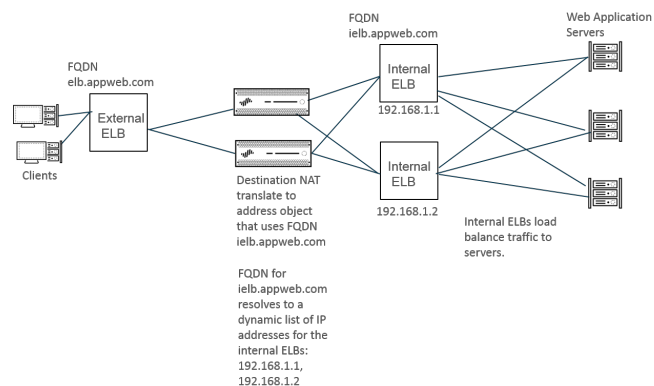 FQDN
elb.appweb.com
External
ELB
Clients
Destination NAT
translate to
address object
that uses FQDN
ielb.appweb.com
FQDN for
ielb.appweb.com
resolves to a
dynamic list of IP
addresses for the
internal ELBs:
192.168.1.1,
192.168.1.2
FQDN
ielb.appweb.com
Internal
ELB
192.168.1.1
Internal
ELB
192.168.1.2
Web Application
Servers
Internal ELBs load
balance traffic to
servers.